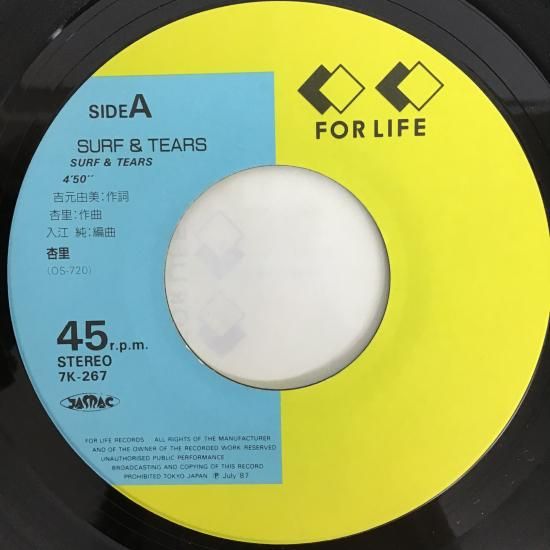 SIDE A
FOR LIFE
SURF & TEARS
SURF & TEARS
4'50''
吉元由美:作詞
杏里:作曲
入江 純:編曲
杏里
(OS-720)
45 r.p.m.
STEREO
7K-267
JASRAC
FOR LIFE RECORDS ALL RIGHTS OF THE MANUFACTURER
AND OF THE OWNER OF THE RECORDED WORK RESERVED
UNAUTHORISED PUBLIC PERFORMANCE
BROADCASTING AND COPYING OF THIS RECORD
PROHIBITED TOKYO JAPAN Ⓟ July '87